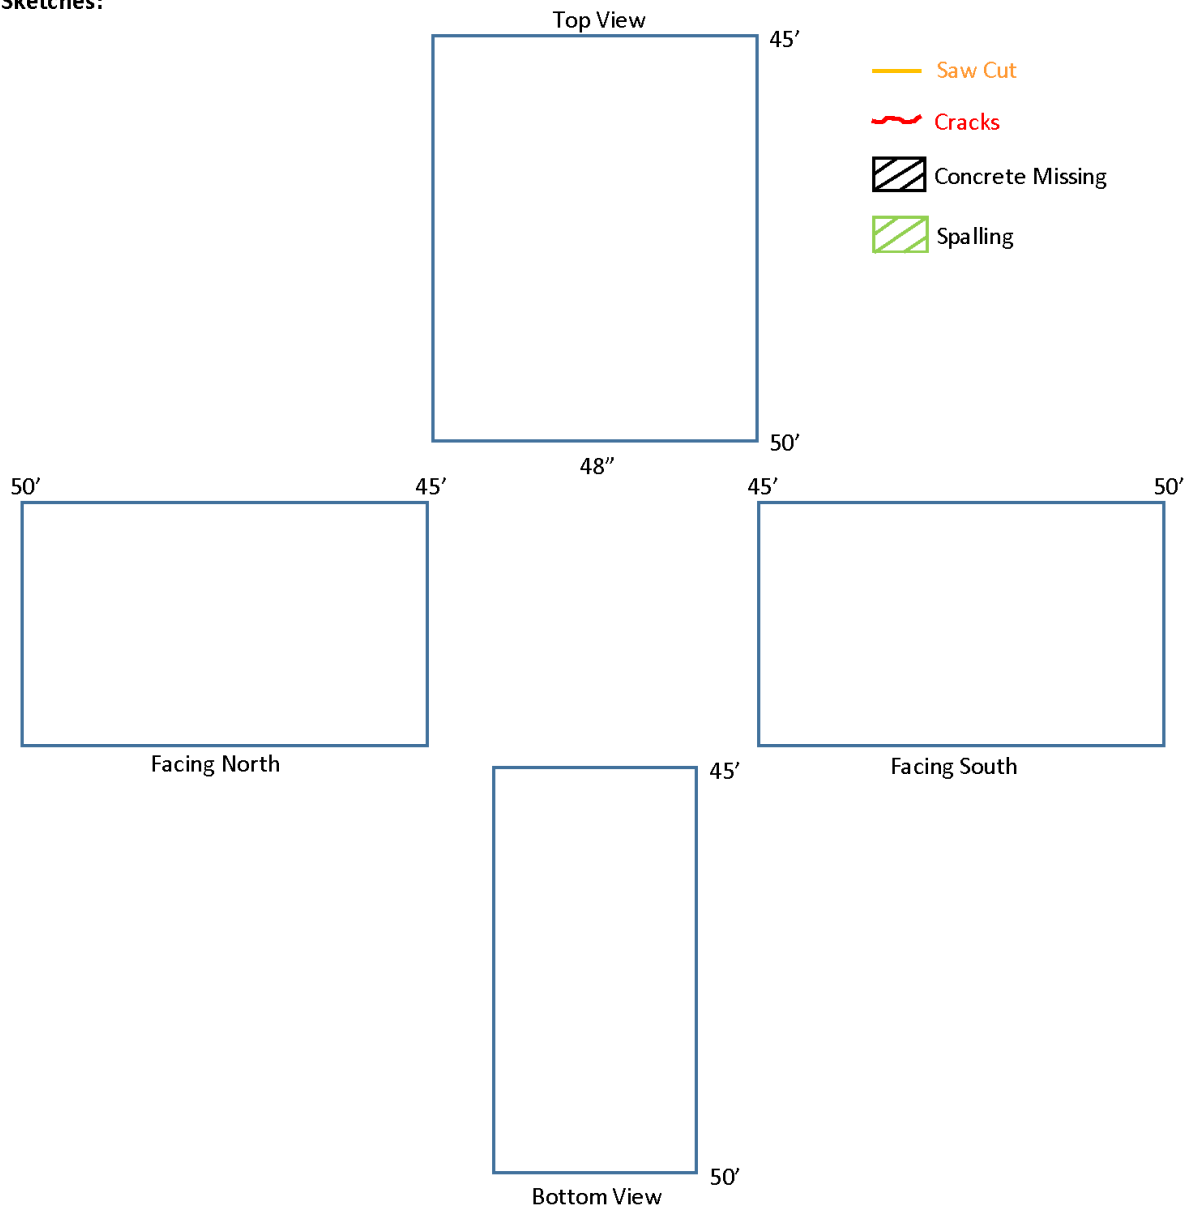 Sketches:
Top View
45’
Saw Cut
Cracks
Concrete Missing
Spalling
50’
48”
50’ 45’ 45’ 50’
Facing North Facing South
45’
50’
Bottom View